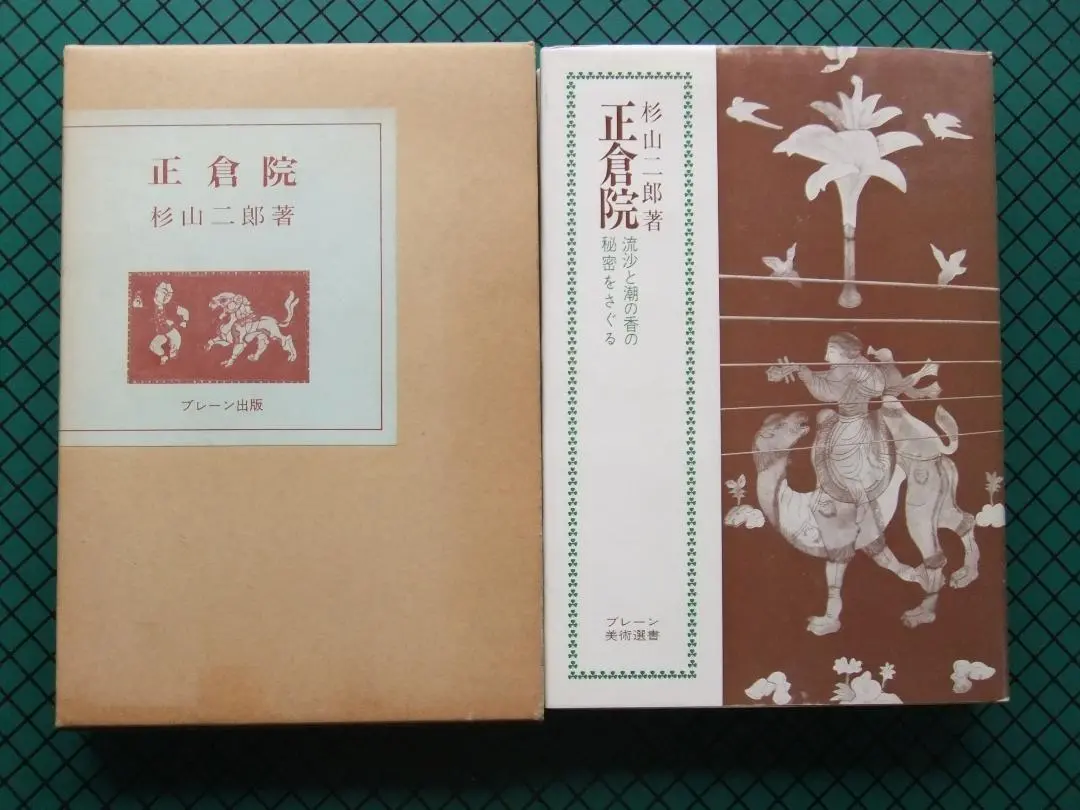 正倉院
杉山二郎著
ブレーン出版
杉山二郎著
正倉院
流沙と潮の香の
秘密をさぐる
ブレーン
美術選書